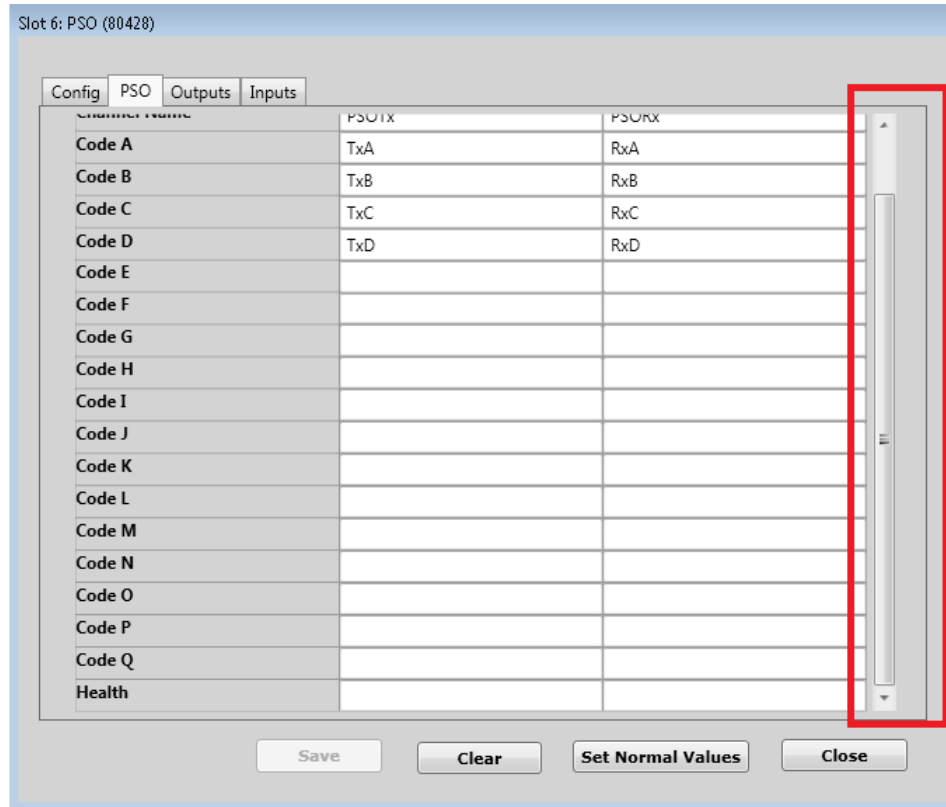 Slot 6: PSO (80428)
Config PSO Outputs Inputs
Channel Name PSOTx PSORx
Code A TxA RxA
Code B TxB RxB
Code C TxC RxC
Code D TxD RxD
Code E
Code F
Code G
Code H
Code I
Code J
Code K
Code L
Code M
Code N
Code O
Code P
Code Q
Health
Save Clear Set Normal Values Close